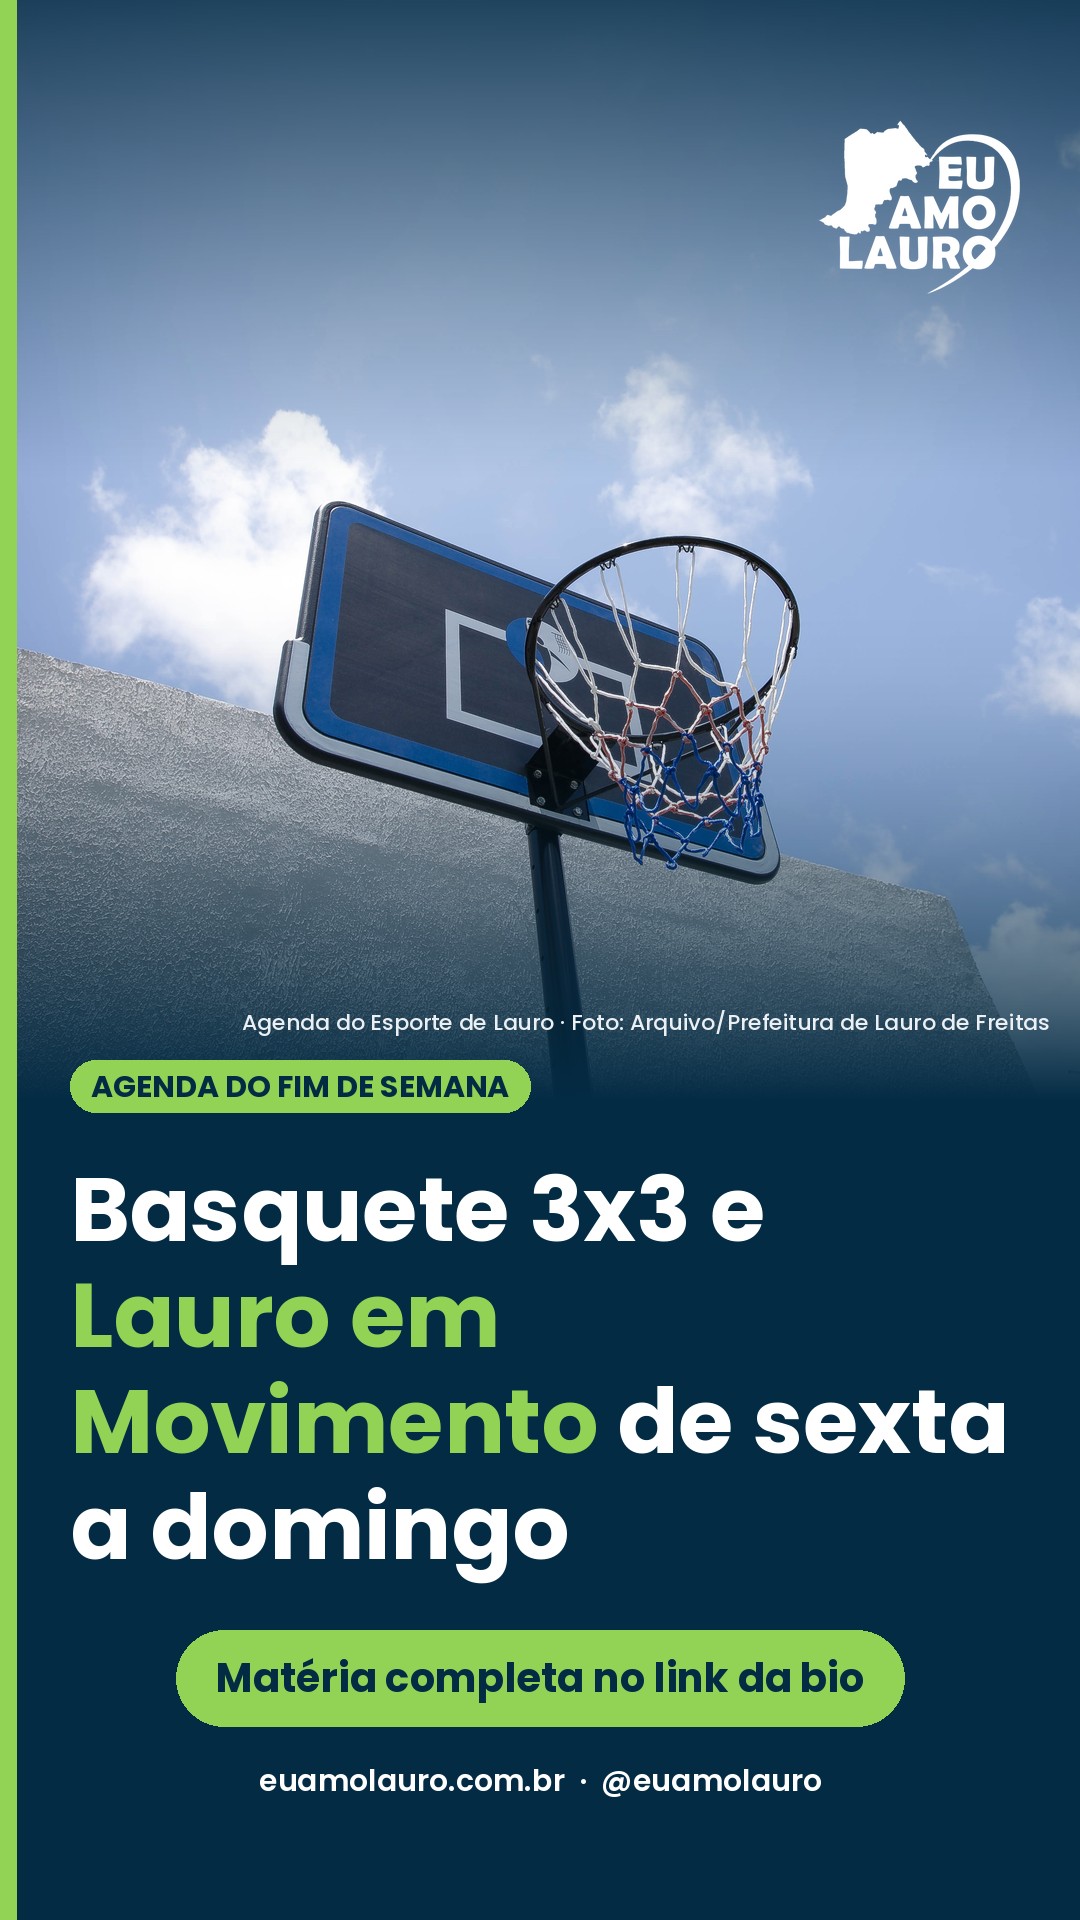 EU
AMO
LAURO
Agenda do Esporte de Lauro · Foto: Arquivo/Prefeitura de Lauro de Freitas
AGENDA DO FIM DE SEMANA
Basquete 3x3 e
Lauro em
Movimento de sexta
a domingo
Matéria completa no link da bio
euamolauro.com.br · @euamolauro